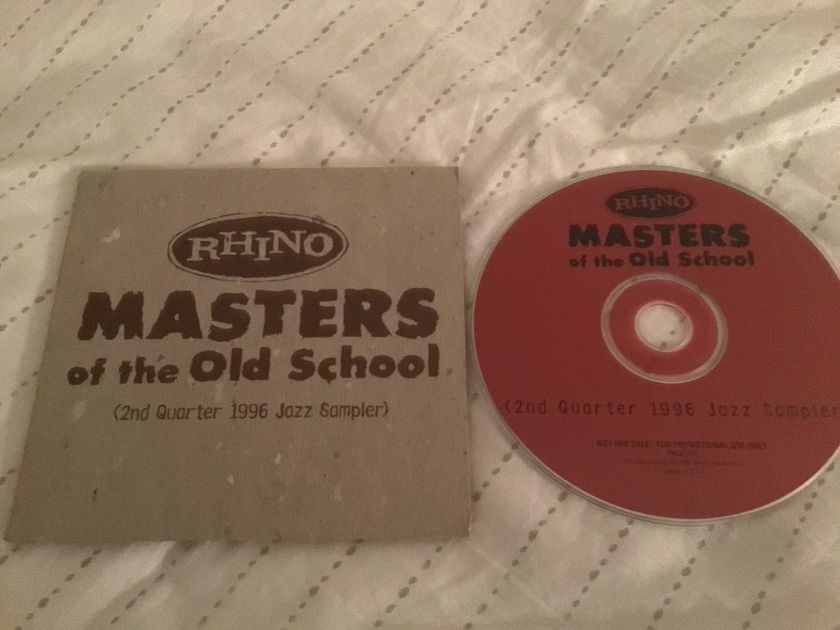 RHINO
MASTERS
of the Old School
(2nd Quarter 1996 Jazz Sampler)
RHINO
MASTERS
of the Old School
(2nd Quarter 1996 Jazz Sampler
NOT FOR SALE - FOR PROMOTIONAL USE ONLY